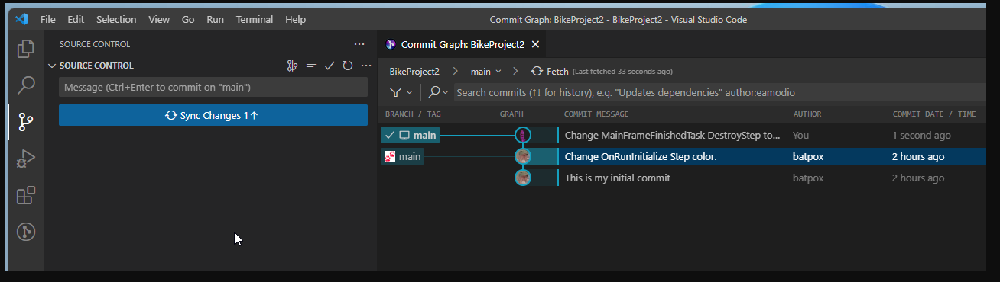 File Edit Selection View Go Run Terminal Help Commit Graph: BikeProject2 - BikeProject2 - Visual Studio Code
SOURCE CONTROL ···
SOURCE CONTROL ···
Message (Ctrl+Enter to commit on "main")
Sync Changes 1↑
Commit Graph: BikeProject2 ×
BikeProject2 > main > Fetch (Last fetched 33 seconds ago)
Search commits (↑↓ for history), e.g. "Updates dependencies" author:eamodio
BRANCH / TAG GRAPH COMMIT MESSAGE AUTHOR COMMIT DATE / TIME
main Change MainFrameFinishedTask DestroyStep to... You 1 second ago
main Change OnRunInitialize Step color. batpox 2 hours ago
This is my initial commit batpox 2 hours ago